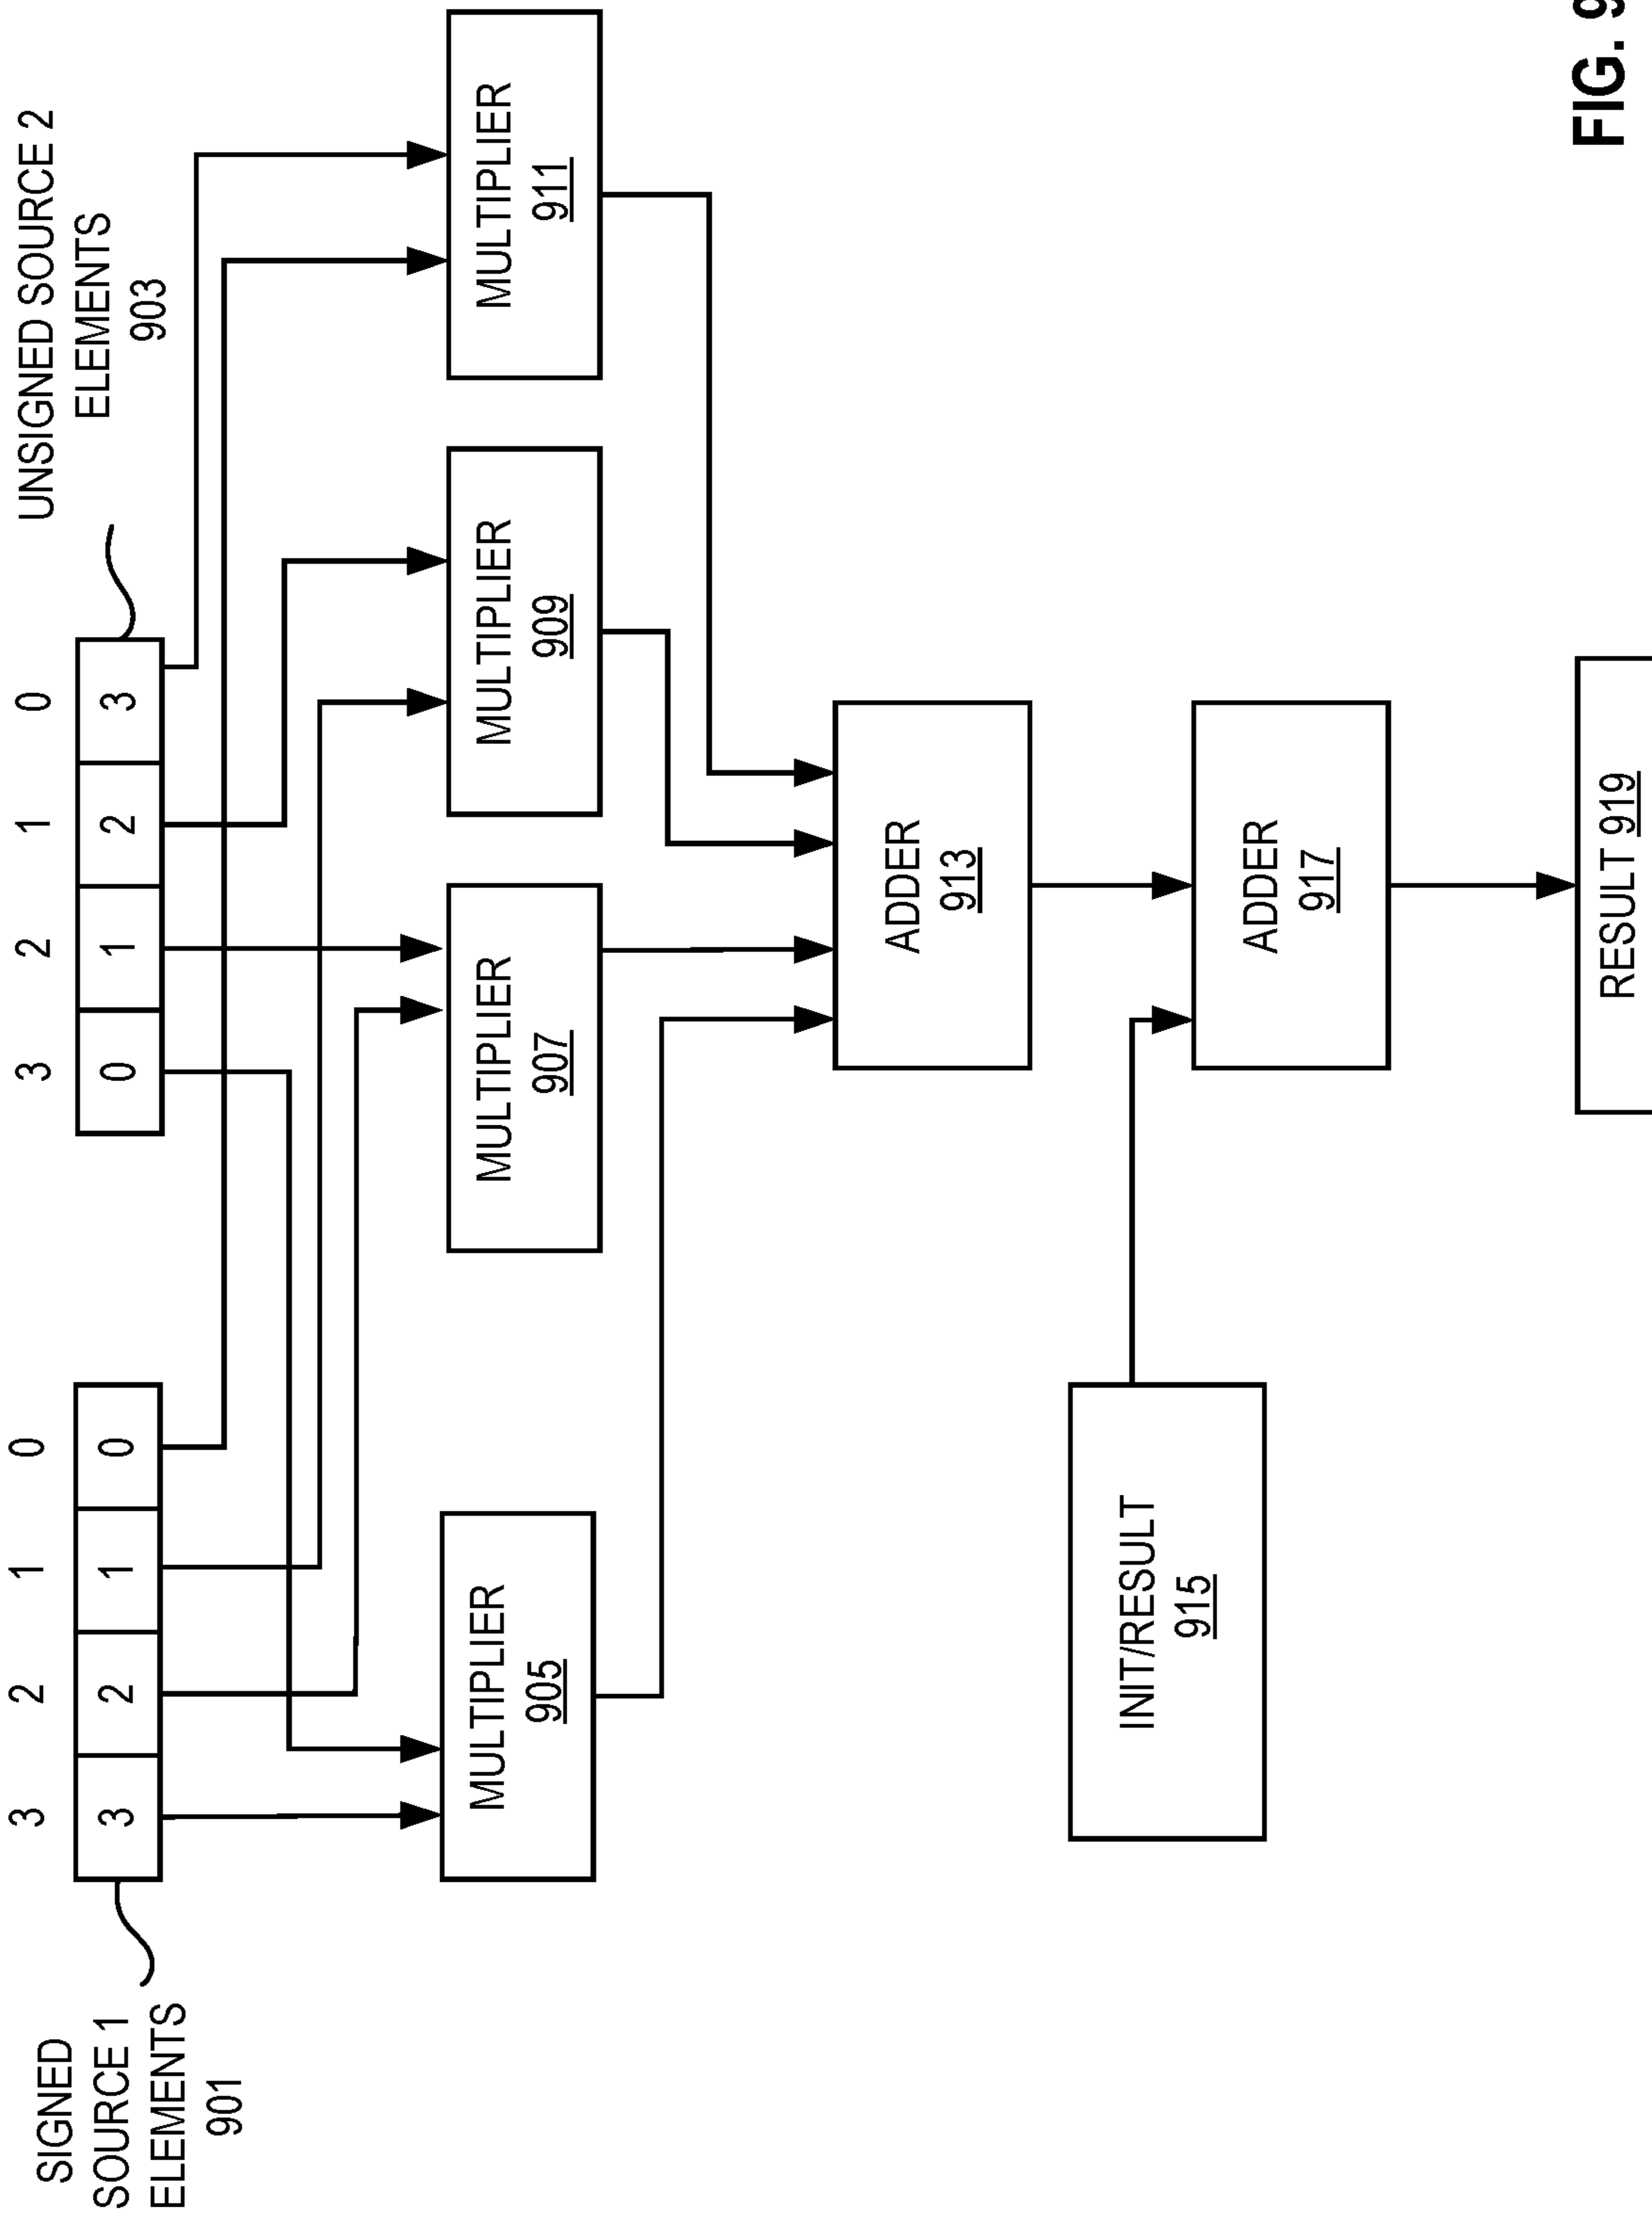 SIGNED
SOURCE 1
ELEMENTS
901
3 2 1 0
3 2 1 0
UNSIGNED SOURCE 2
ELEMENTS
903
3 2 1 0
0 1 2 3
MULTIPLIER
905
MULTIPLIER
907
MULTIPLIER
909
MULTIPLIER
911
ADDER
913
INIT/RESULT
915
ADDER
917
RESULT 919
FIG. 9